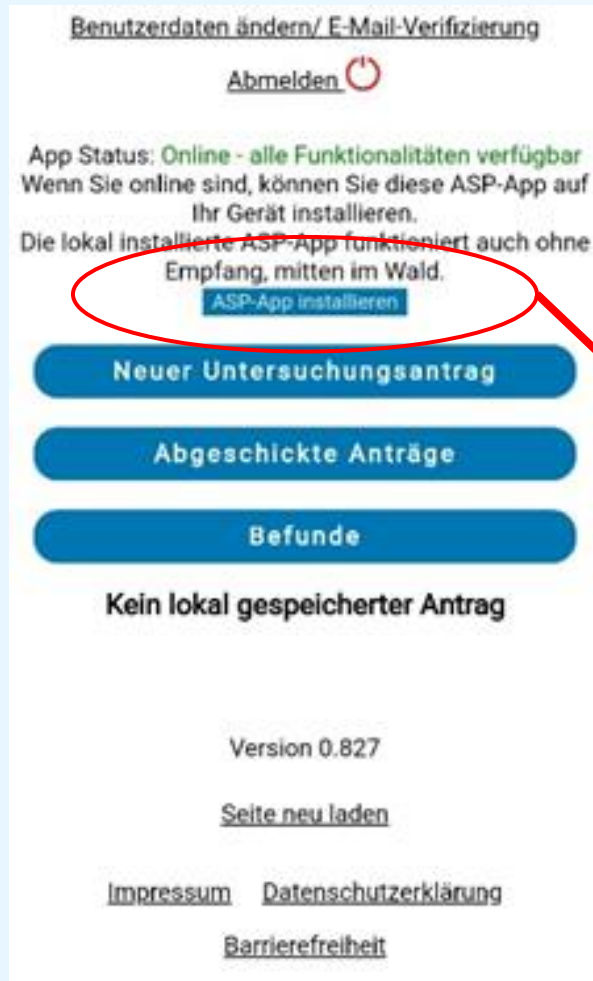 Benutzerdaten ändern/ E-Mail-Verifizierung
Abmelden
App Status: Online - alle Funktionalitäten verfügbar
Wenn Sie online sind, können Sie diese ASP-App auf
Ihr Gerät installieren.
Die lokal installierte ASP-App funktioniert auch ohne
Empfang, mitten im Wald.
ASP-App installieren
Neuer Untersuchungsantrag
Abgeschickte Anträge
Befunde
Kein lokal gespeicherter Antrag
Version 0.827
Seite neu laden
Impressum Datenschutzerklärung
Barrierefreiheit